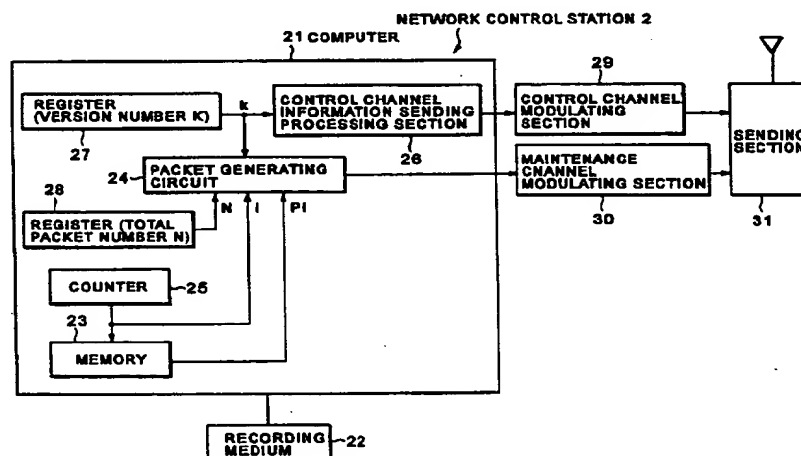 NETWORK CONTROL STATION 2
21 COMPUTER
29
REGISTER
(VERSION NUMBER K)
27
k
CONTROL CHANNEL
INFORMATION SENDING
PROCESSING SECTION
26
CONTROL CHANNEL
MODULATING
SECTION
SENDING
SECTION
31
24
PACKET GENERATING
CIRCUIT
MAINTENANCE
CHANNEL
MODULATING SECTION
30
28
REGISTER (TOTAL
PACKET NUMBER N)
N
i
Pi
COUNTER
25
23
MEMORY
RECORDING
MEDIUM
22